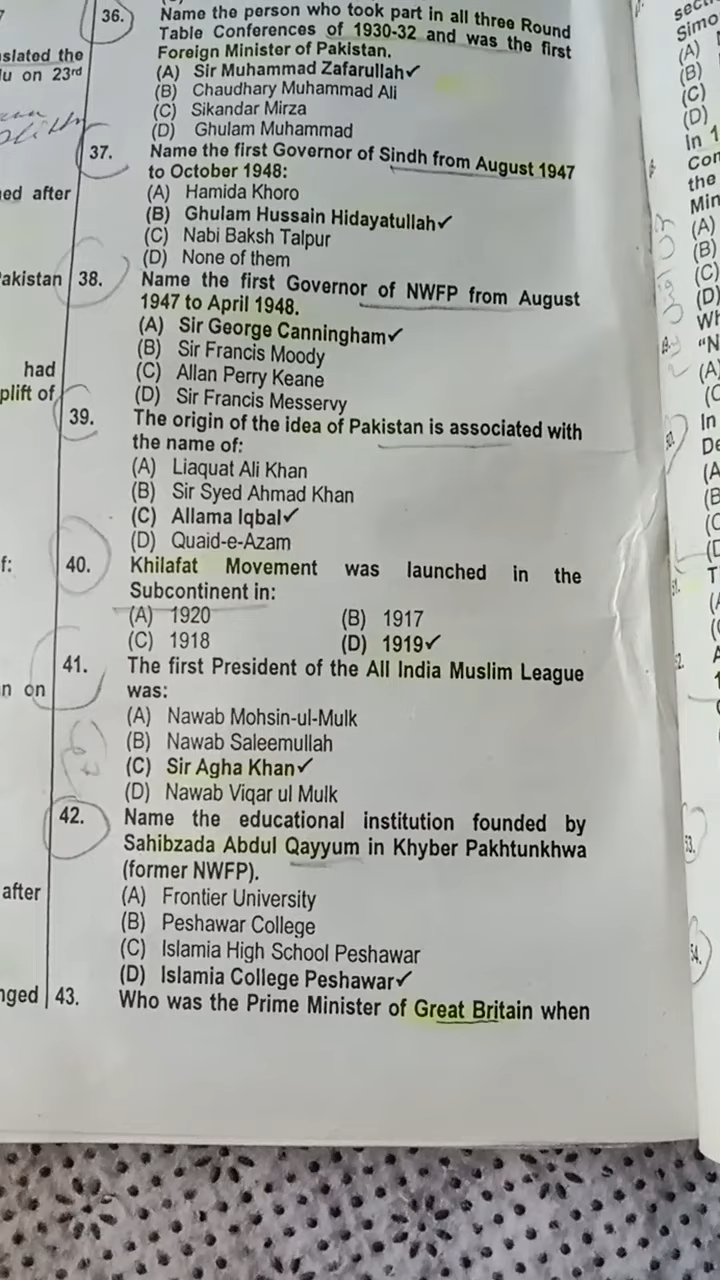 36. Name the person who took part in all three Round
Table Conferences of 1930-32 and was the first
Foreign Minister of Pakistan.
(A) Sir Muhammad Zafarullah✓
(B) Chaudhary Muhammad Ali
(C) Sikandar Mirza
(D) Ghulam Muhammad
37. Name the first Governor of Sindh from August 1947
to October 1948:
(A) Hamida Khoro
(B) Ghulam Hussain Hidayatullah✓
(C) Nabi Baksh Talpur
(D) None of them
38. Name the first Governor of NWFP from August
1947 to April 1948.
(A) Sir George Canningham✓
(B) Sir Francis Moody
(C) Allan Perry Keane
(D) Sir Francis Messervy
39. The origin of the idea of Pakistan is associated with
the name of:
(A) Liaquat Ali Khan
(B) Sir Syed Ahmad Khan
(C) Allama Iqbal✓
(D) Quaid-e-Azam
40. Khilafat Movement was launched in the
Subcontinent in:
(A) 1920 (B) 1917
(C) 1918 (D) 1919✓
41. The first President of the All India Muslim League
was:
(A) Nawab Mohsin-ul-Mulk
(B) Nawab Saleemullah
(C) Sir Agha Khan✓
(D) Nawab Viqar ul Mulk
42. Name the educational institution founded by
Sahibzada Abdul Qayyum in Khyber Pakhtunkhwa
(former NWFP).
(A) Frontier University
(B) Peshawar College
(C) Islamia High School Peshawar
(D) Islamia College Peshawar✓
43. Who was the Prime Minister of Great Britain when